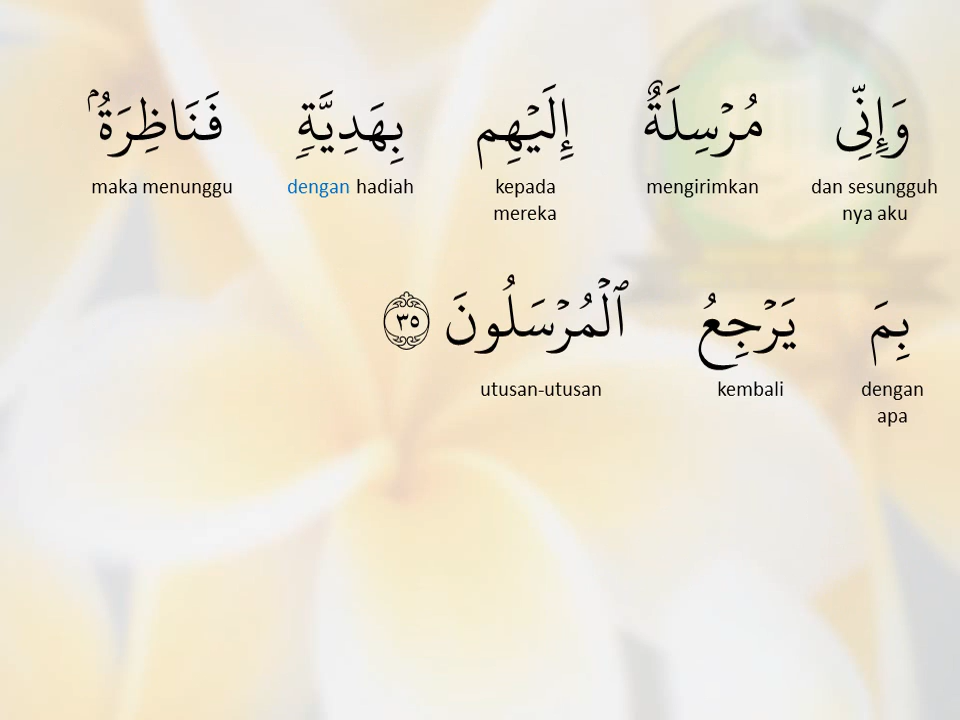 وَإِنِّى مُرْسِلَةٌ إِلَيْهِم بِهَدِيَّةٍ فَنَاظِرَةٌۢ
dan sesungguh mengirimkan kepada dengan hadiah maka menunggu
nya aku mereka
بِمَ يَرْجِعُ ٱلْمُرْسَلُونَ ٣٥
dengan kembali utusan-utusan
apa